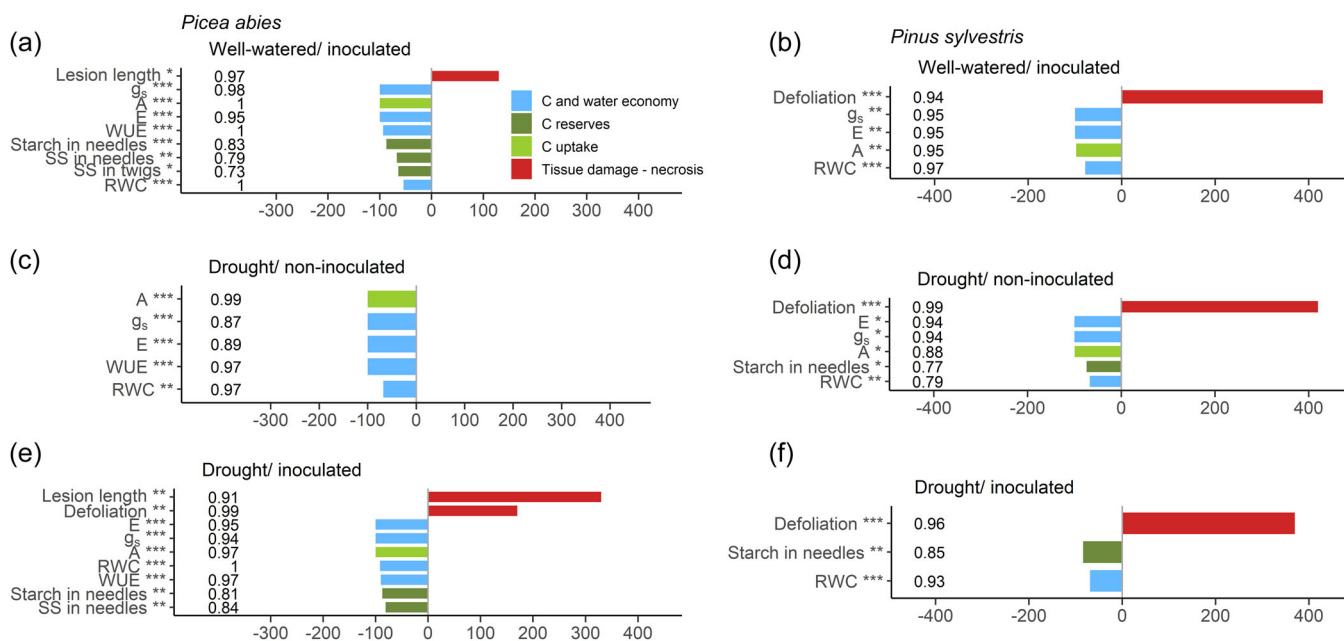 Picea abies
(a)
Well-watered/ inoculated
Lesion length * 0.97
gs *** 0.98
A *** 1
E *** 0.95
WUE *** 1
Starch in needles *** 0.83
SS in needles ** 0.79
SS in twigs * 0.73
RWC *** 1
C and water economy
C reserves
C uptake
Tissue damage - necrosis
-300 -200 -100 0 100 200 300 400
(b)
Pinus sylvestris
Well-watered/ inoculated
Defoliation *** 0.94
gs ** 0.95
E ** 0.95
A ** 0.95
RWC *** 0.97
-400 -200 0 200 400
(c)
Drought/ non-inoculated
A *** 0.99
gs *** 0.87
E *** 0.89
WUE *** 0.97
RWC ** 0.97
-300 -200 -100 0 100 200 300 400
(d)
Drought/ non-inoculated
Defoliation *** 0.99
E * 0.94
gs * 0.94
A * 0.88
Starch in needles * 0.77
RWC ** 0.79
-400 -200 0 200 400
(e)
Drought/ inoculated
Lesion length ** 0.91
Defoliation ** 0.99
E *** 0.95
gs *** 0.94
A *** 0.97
RWC *** 1
WUE *** 0.97
Starch in needles ** 0.81
SS in needles ** 0.84
-300 -200 -100 0 100 200 300 400
(f)
Drought/ inoculated
Defoliation *** 0.96
Starch in needles ** 0.85
RWC *** 0.93
-400 -200 0 200 400